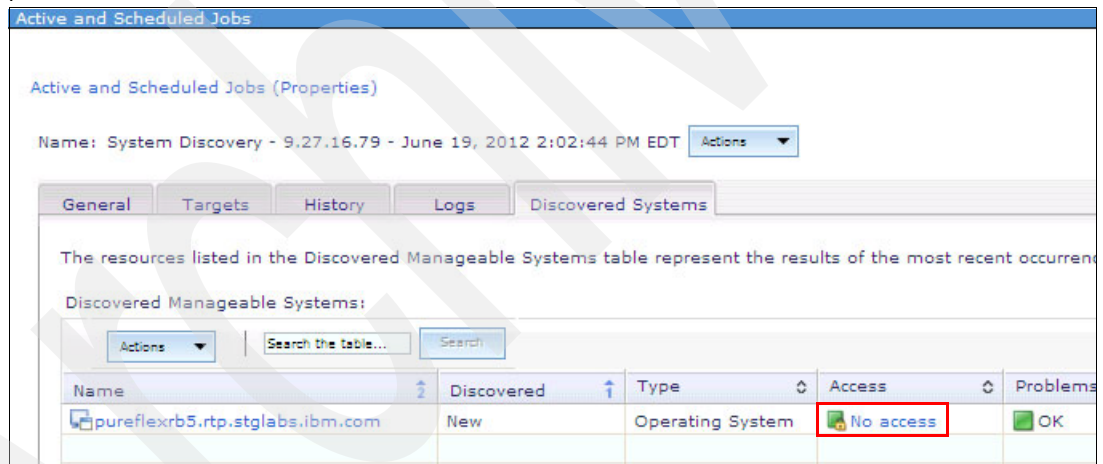 Active and Scheduled Jobs
Active and Scheduled Jobs (Properties)
Name: System Discovery - 9.27.16.79 - June 19, 2012 2:02:44 PM EDT Actions
General Targets History Logs Discovered Systems
The resources listed in the Discovered Manageable Systems table represent the results of the most recent occurrenc
Discovered Manageable Systems:
Actions Search the table... Search
Name 2 Discovered 1 Type Access Problems
pureflexrb5.rtp.stglabs.ibm.com New Operating System No access OK